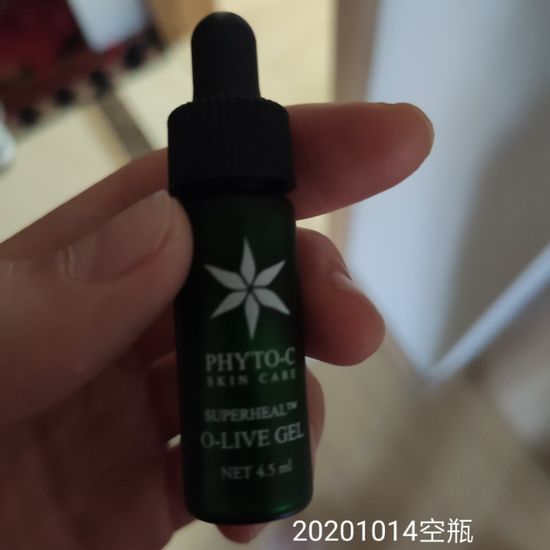 PHYTO-C
SKIN CARE
SUPERHEAL™
O-LIVE GEL
NET 4.5 ml
20201014空瓶